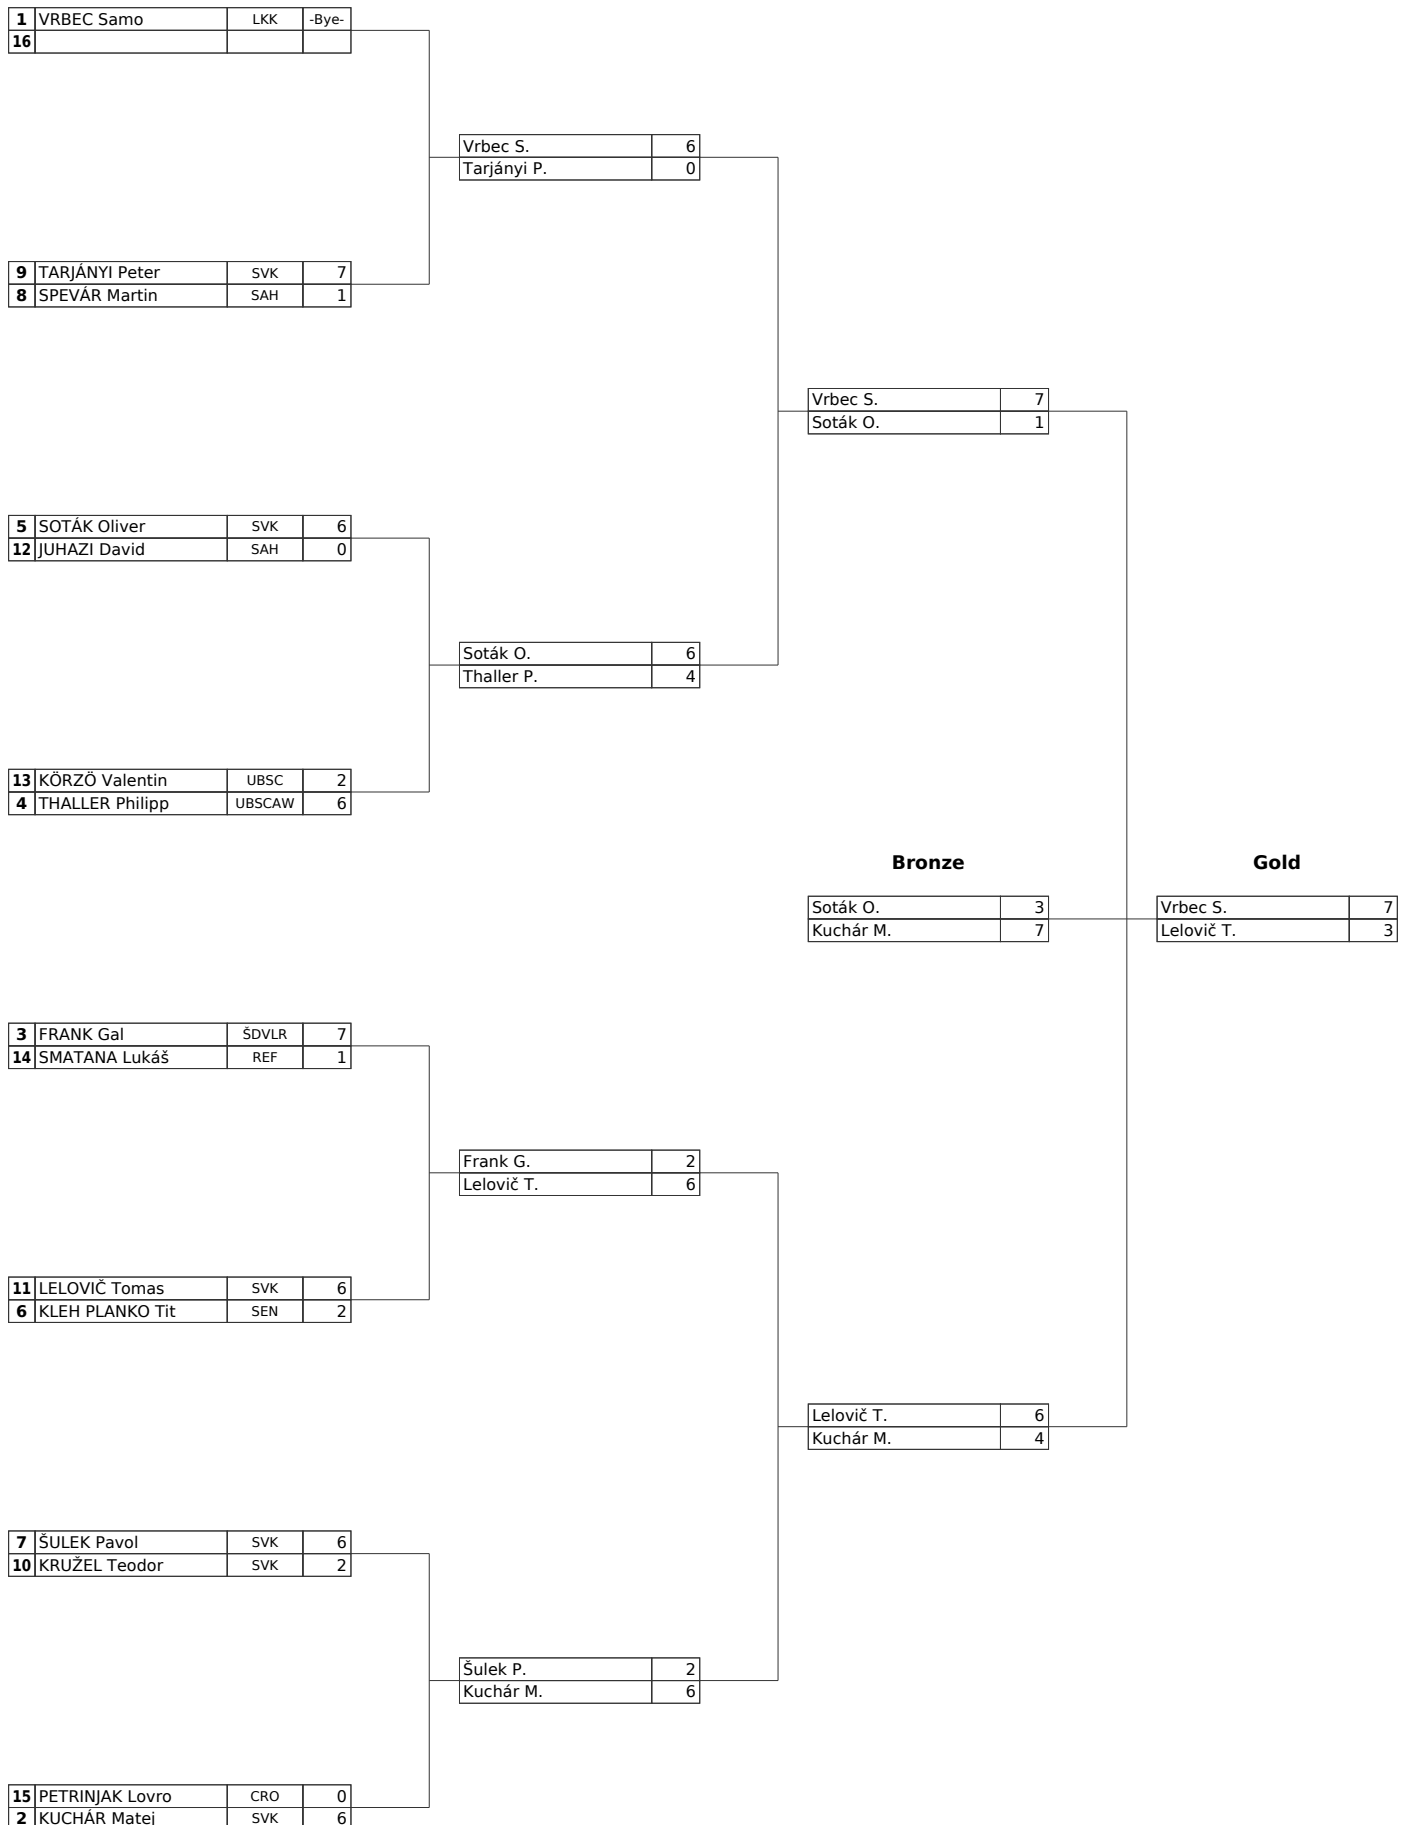 1 VRBEC Samo LKK -Bye-
16
Vrbec S. 6
Tarjányi P. 0
9 TARJÁNYI Peter SVK 7
8 SPEVÁR Martin SAH 1
Vrbec S. 7
Soták O. 1
5 SOTÁK Oliver SVK 6
12 JUHAZI David SAH 0
Soták O. 6
Thaller P. 4
13 KÖRZÖ Valentin UBSC 2
4 THALLER Philipp UBSCAW 6
Bronze Gold
Soták O. 3 Vrbec S. 7
Kuchár M. 7 Lelovič T. 3
3 FRANK Gal ŠDVLR 7
14 SMATANA Lukáš REF 1
Frank G. 2
Lelovič T. 6
11 LELOVIČ Tomas SVK 6
6 KLEH PLANKO Tit SEN 2
Lelovič T. 6
Kuchár M. 4
7 ŠULEK Pavol SVK 6
10 KRUŽEL Teodor SVK 2
Šulek P. 2
Kuchár M. 6
15 PETRINJAK Lovro CRO 0
2 KUCHÁR Matej SVK 6